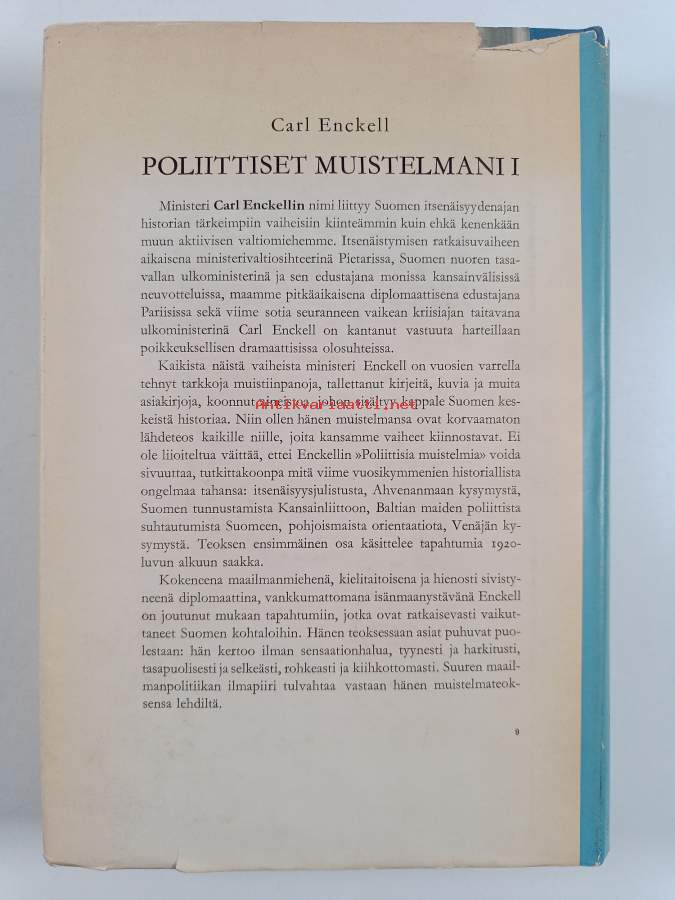 Carl Enckell
POLIITTISET MUISTELMANI I
Ministeri Carl Enckellin nimi liittyy Suomen itsenäisyydenajan
historian tärkeimpiin vaiheisiin kiinteämmin kuin ehkä kenenkään
muun aktiivisen valtiomiehemme. Itsenäistymisen ratkaisuvaiheen
aikaisena ministerivaltiosihteerinä Pietarissa, Suomen nuoren tasa-
vallan ulkoministerinä ja sen edustajana monissa kansainvälisissä
neuvotteluissa, maamme pitkäaikaisena diplomaattisena edustajana
Pariisissa sekä viime sotia seuranneen vaikean kriisiajan taitavana
ulkoministerinä Carl Enckell on kantanut vastuuta harteillaan
poikkeuksellisen dramaattisissa olosuhteissa.
Kaikista näistä vaiheista ministeri Enckell on vuosien varrella
tehnyt tarkkoja muistiinpanoja, tallettanut kirjeitä, kuvia ja muita
asiakirjoja, koonnut aineistoa, johon sisältyy kappale Suomen kes-
Antikvariaatti.net
keistä historiaa. Niin ollen hänen muistelmansa ovat korvaamaton
lähdeteos kaikille niille, joita kansamme vaiheet kiinnostavat. Ei
ole liioiteltua väittää, ettei Enckellin »Poliittisia muistelmia» voida
sivuuttaa, tutkittakoonpa mitä viime vuosikymmenien historiallista
ongelmaa tahansa: itsenäisyysjulistusta, Ahvenanmaan kysymystä,
Suomen tunnustamista Kansainliittoon, Baltian maiden poliittista
suhtautumista Suomeen, pohjoismaista orientaatiota, Venäjän ky-
symystä. Teoksen ensimmäinen osa käsittelee tapahtumia 1920-
luvun alkuun saakka.
Kokeneena maailmanmiehenä, kielitaitoisena ja hienosti sivisty-
neenä diplomaattina, vankkumattomana isänmaanystävänä Enckell
on joutunut mukaan tapahtumiin, jotka ovat ratkaisevasti vaikut-
taneet Suomen kohtaloihin. Hänen teoksessaan asiat puhuvat puo-
lestaan: hän kertoo ilman sensaationhalua, tyynesti ja harkitusti,
tasapuolisesti ja selkeästi, rohkeasti ja kiihkottomasti. Suuren maail-
manpolitiikan ilmapiiri tulvahtaa vastaan hänen muistelmateok-
sensa lehdiltä.
9